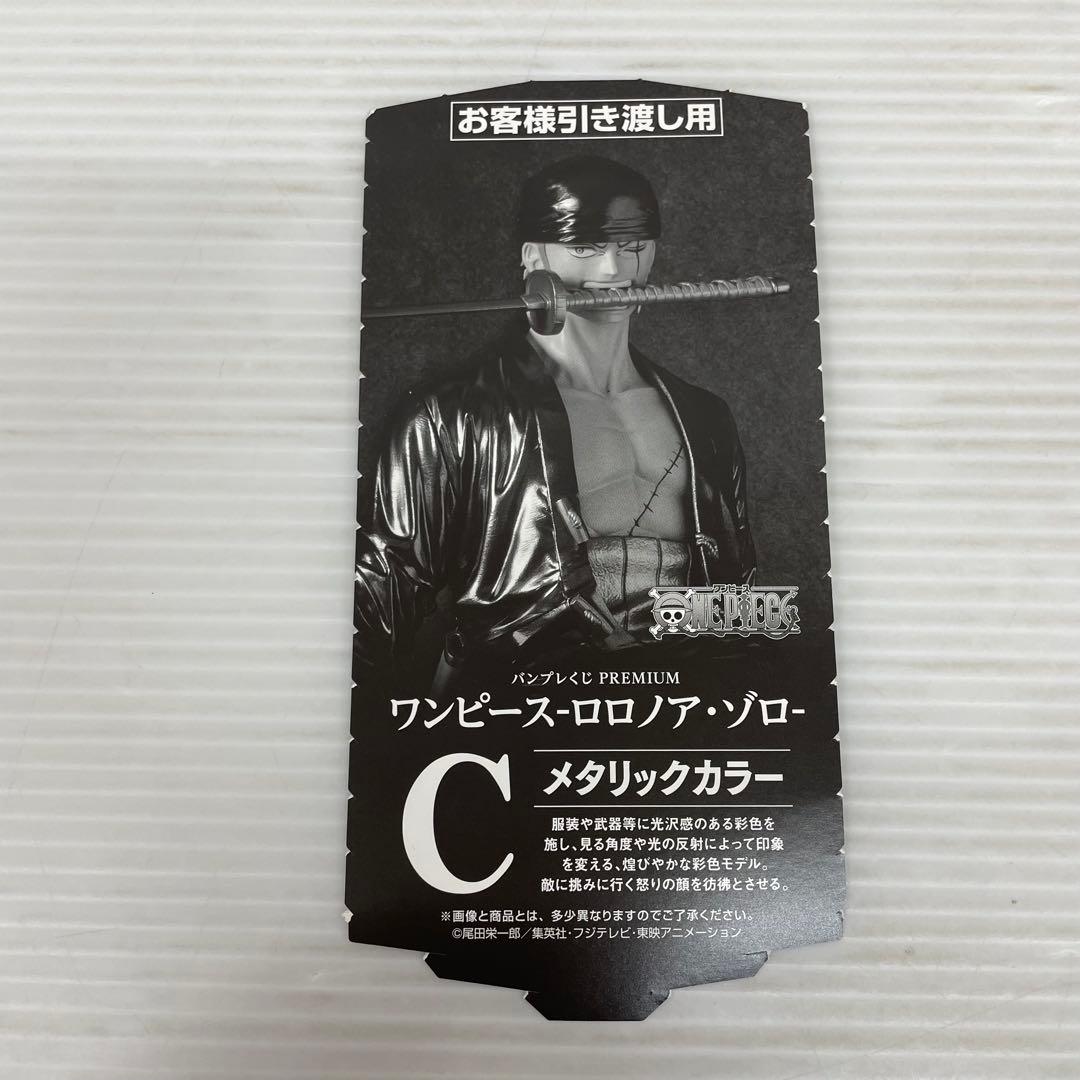 お客様引き渡し用
ワンピース
ONE PIECE
バンプレくじ PREMIUM
ワンピース-ロロノア・ゾロ-
C
メタリックカラー
服装や武器等に光沢感のある彩色を
施し、見る角度や光の反射によって印象
を変える、煌びやかな彩色モデル。
敵に挑みに行く怒りの顔を彷彿とさせる。
※画像と商品とは、多少異なりますのでご了承ください。
©尾田栄一郎／集英社・フジテレビ・東映アニメーション